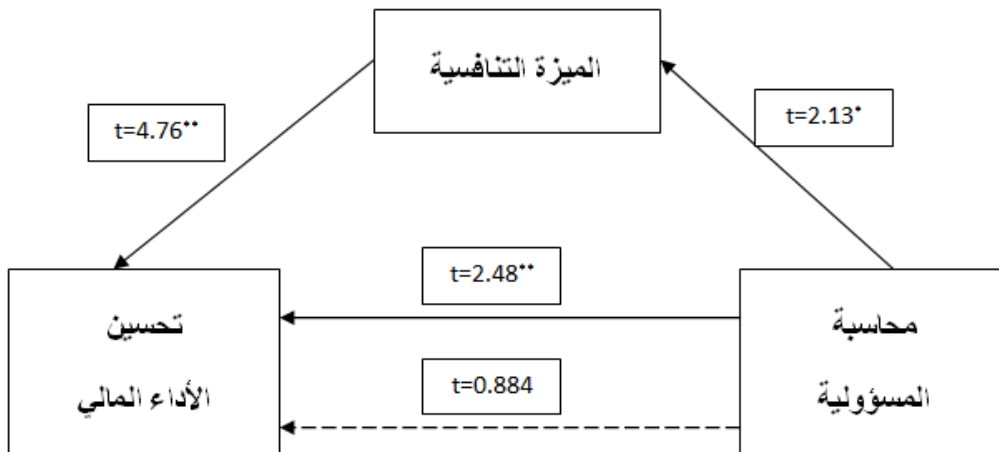 الميزة التنافسية
t=2.13*
t=4.76**
t=2.48**
محاسبة
المسؤولية
تحسين
الأداء المالي
t=0.884